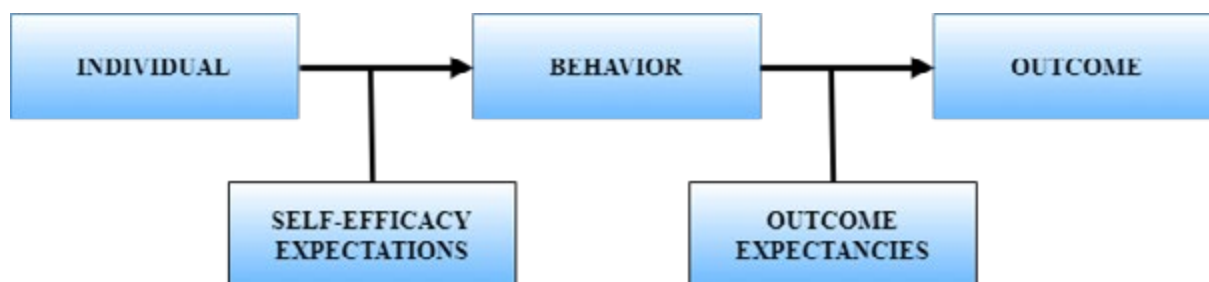 INDIVIDUAL
BEHAVIOR
OUTCOME
SELF-EFFICACY
EXPECTATIONS
OUTCOME
EXPECTANCIES